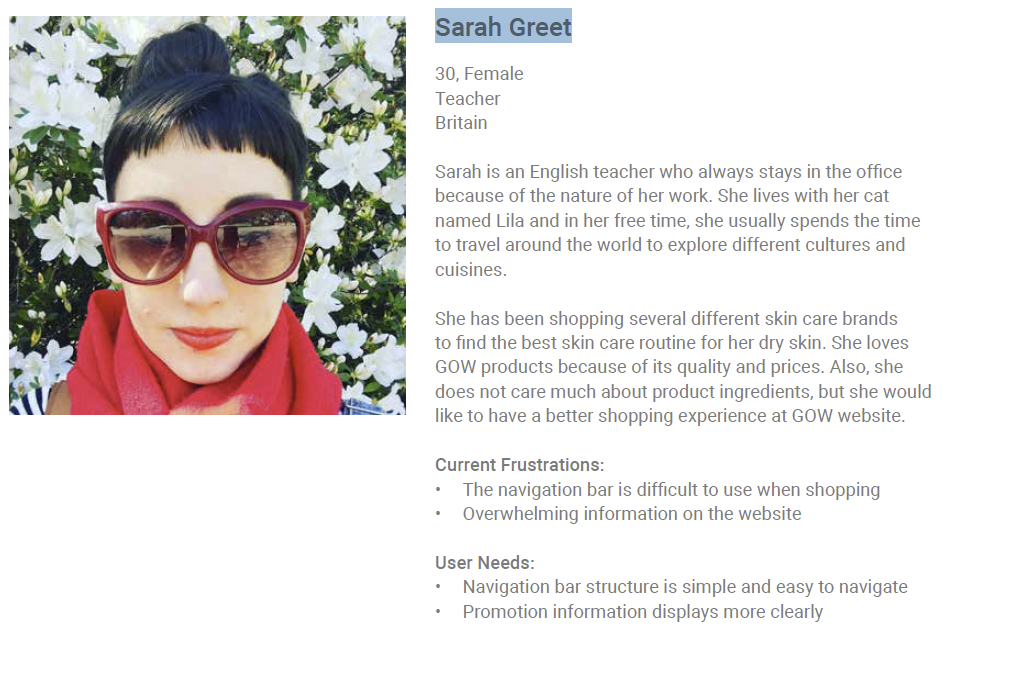 Sarah Greet
30, Female
Teacher
Britain
Sarah is an English teacher who always stays in the office
because of the nature of her work. She lives with her cat
named Lila and in her free time, she usually spends the time
to travel around the world to explore different cultures and
cuisines.
She has been shopping several different skin care brands
to find the best skin care routine for her dry skin. She loves
GOW products because of its quality and prices. Also, she
does not care much about product ingredients, but she would
like to have a better shopping experience at GOW website.
Current Frustrations:
• The navigation bar is difficult to use when shopping
• Overwhelming information on the website
User Needs:
• Navigation bar structure is simple and easy to navigate
• Promotion information displays more clearly